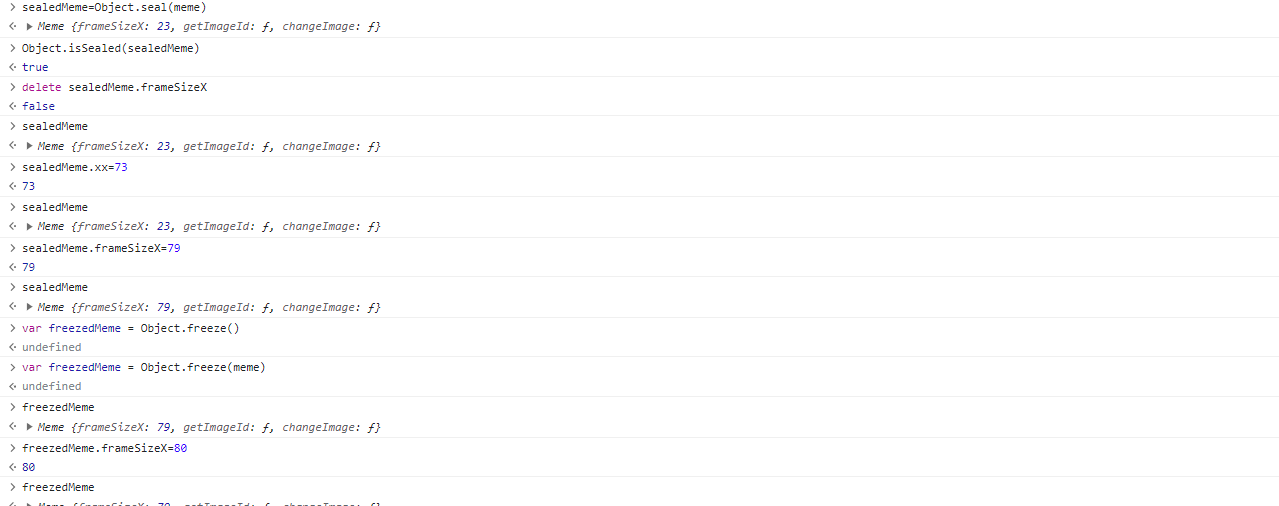 sealedMeme=Object.seal(meme)
Meme {frameSizeX: 23, getImageId: ƒ, changeImage: ƒ}
Object.isSealed(sealedMeme)
true
delete sealedMeme.frameSizeX
false
sealedMeme
Meme {frameSizeX: 23, getImageId: ƒ, changeImage: ƒ}
sealedMeme.xx=73
73
sealedMeme
Meme {frameSizeX: 23, getImageId: ƒ, changeImage: ƒ}
sealedMeme.frameSizeX=79
79
sealedMeme
Meme {frameSizeX: 79, getImageId: ƒ, changeImage: ƒ}
var freezedMeme = Object.freeze()
undefined
var freezedMeme = Object.freeze(meme)
undefined
freezedMeme
Meme {frameSizeX: 79, getImageId: ƒ, changeImage: ƒ}
freezedMeme.frameSizeX=80
80
freezedMeme
Meme {frameSizeX: 79, getImageId: ƒ, changeImage: ƒ}